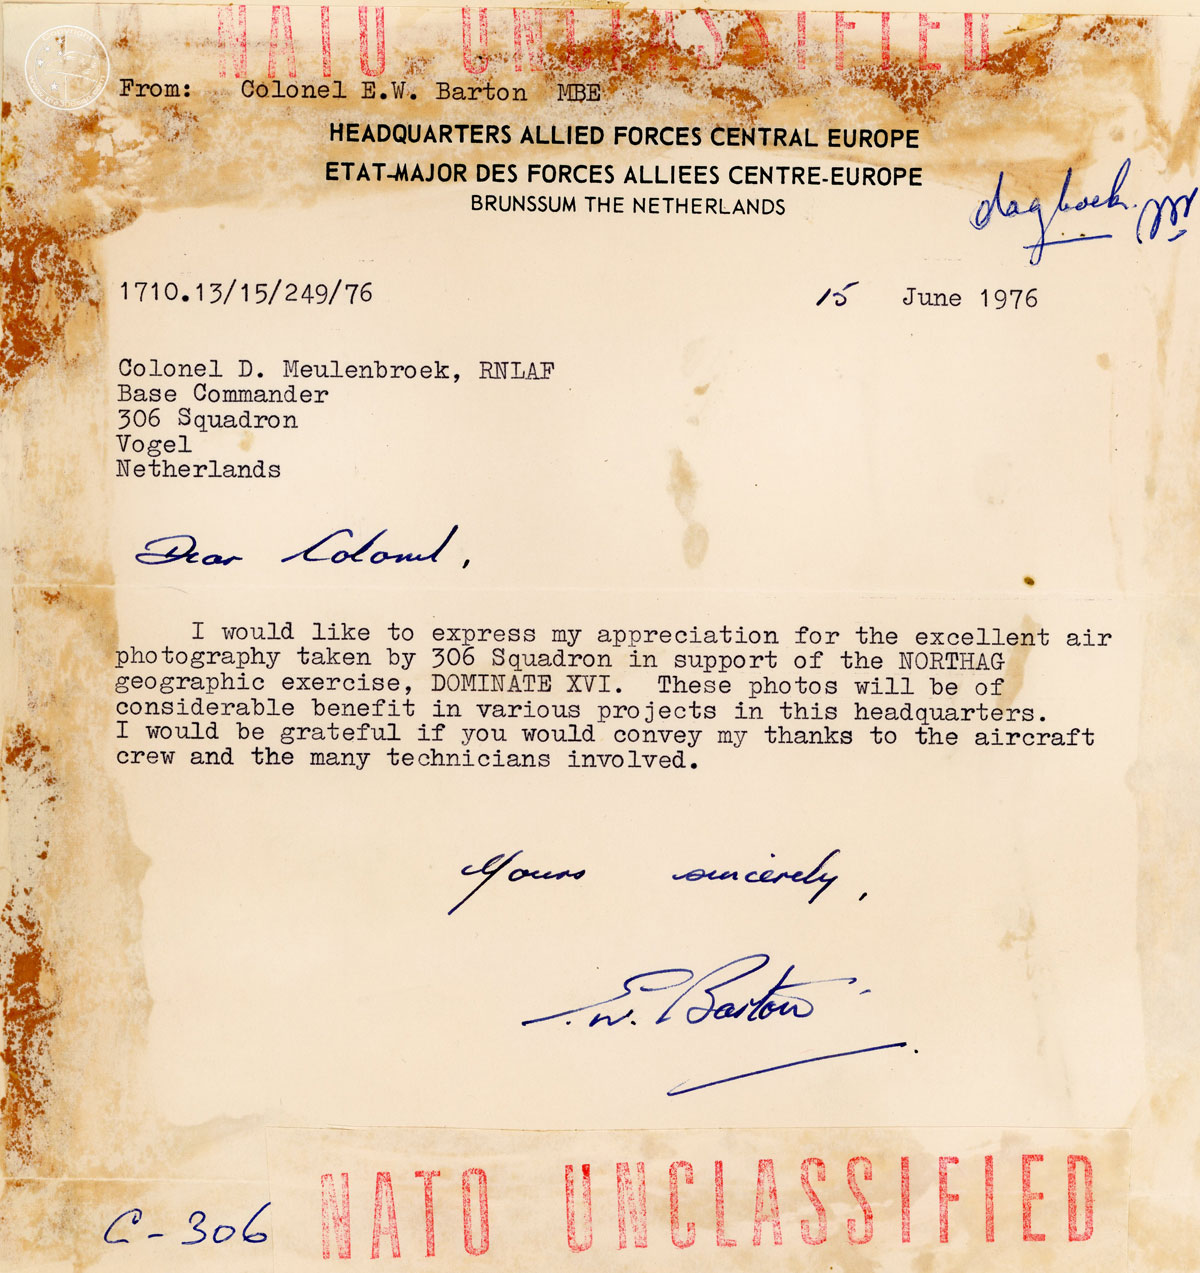 NATO UNCLASSIFIED
From: Colonel E.W. Barton MBE
HEADQUARTERS ALLIED FORCES CENTRAL EUROPE
ETAT-MAJOR DES FORCES ALLIEES CENTRE-EUROPE
BRUNSSUM THE NETHERLANDS
dagboek.
1710.13/15/249/76
15 June 1976
Colonel D. Meulenbroek, RNLAF
Base Commander
306 Squadron
Vogel
Netherlands
Dear Colonel,
I would like to express my appreciation for the excellent air
photography taken by 306 Squadron in support of the NORTHAG
geographic exercise, DOMINATE XVI. These photos will be of
considerable benefit in various projects in this headquarters.
I would be grateful if you would convey my thanks to the aircraft
crew and the many technicians involved.
Yours sincerely,
E.W. Barton
C-306
NATO UNCLASSIFIED